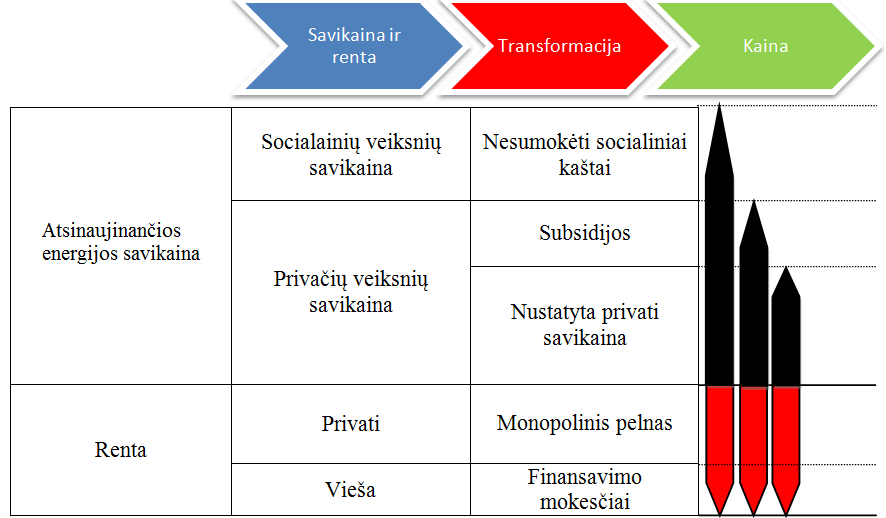 Savikaina ir
renta
Transformacija
Kaina
Socialainių veiksnių
savikaina
Nesumokėti socialiniai
kaštai
Atsinaujinančios
energijos savikaina
Subsidijos
Privačių veiksnių
savikaina
Nustatyta privati
savikaina
Renta
Privati
Monopolinis pelnas
Vieša
Finansavimo
mokesčiai